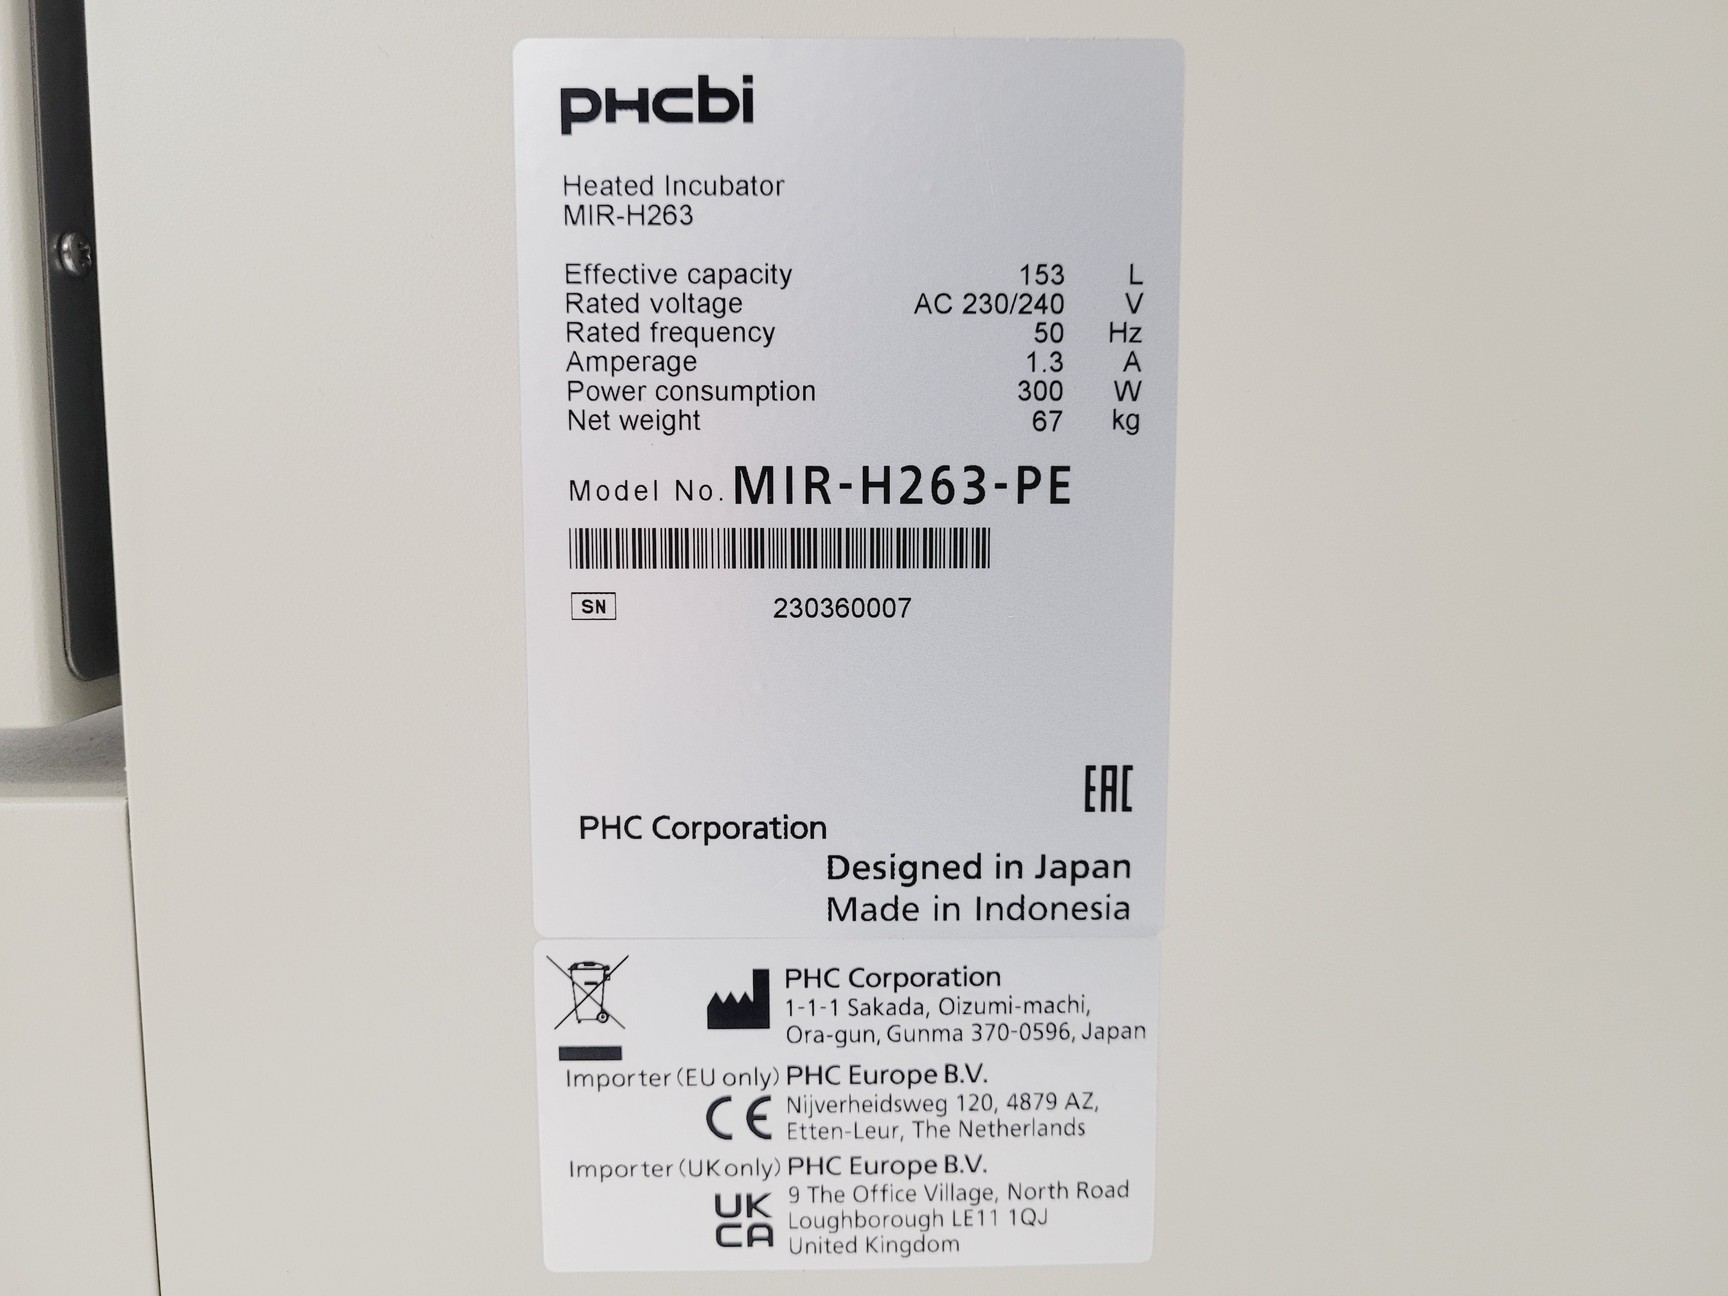 PHCbi
Heated Incubator
MIR-H263
Effective capacity 153 L
Rated voltage AC 230/240 V
Rated frequency 50 Hz
Amperage 1.3 A
Power consumption 300 W
Net weight 67 kg
Model No. MIR-H263-PE
SN 230360007
EAC
PHC Corporation
Designed in Japan
Made in Indonesia
PHC Corporation
1-1-1 Sakada, Oizumi-machi,
Ora-gun, Gunma 370-0596, Japan
Importer (EU only) PHC Europe B.V.
CE Nijverheidsweg 120, 4879 AZ,
Etten-Leur, The Netherlands
Importer (UK only) PHC Europe B.V.
UK CA 9 The Office Village, North Road
Loughborough LE11 1QJ
United Kingdom